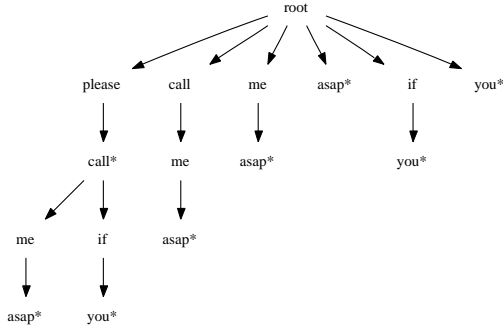 root
please call me asap* if you*
call* me asap* you*
me if asap*
asap* you*